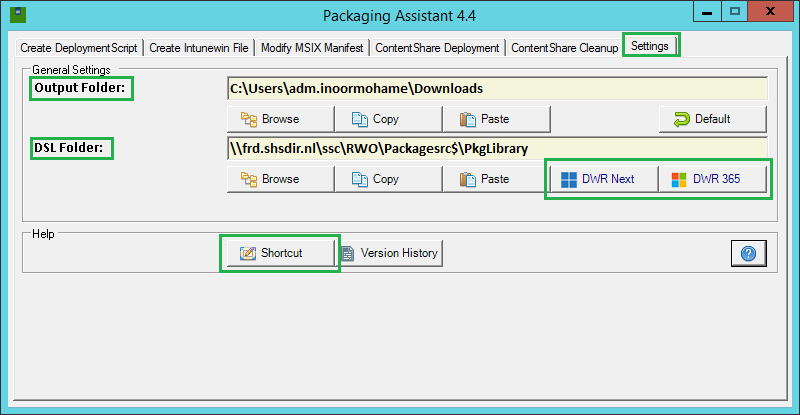 Packaging Assistant 4.4
Create DeploymentScript Create Intunewin File Modify MSIX Manifest ContentShare Deployment ContentShare Cleanup Settings
General Settings
Output Folder: C:\Users\adm.inoormohame\Downloads
Browse Copy Paste Default
DSL Folder: \\frd.shsdir.nl\ssc\RWO\Packagesrc$\PkgLibrary
Browse Copy Paste DWR Next DWR 365
Help
Shortcut Version History ?